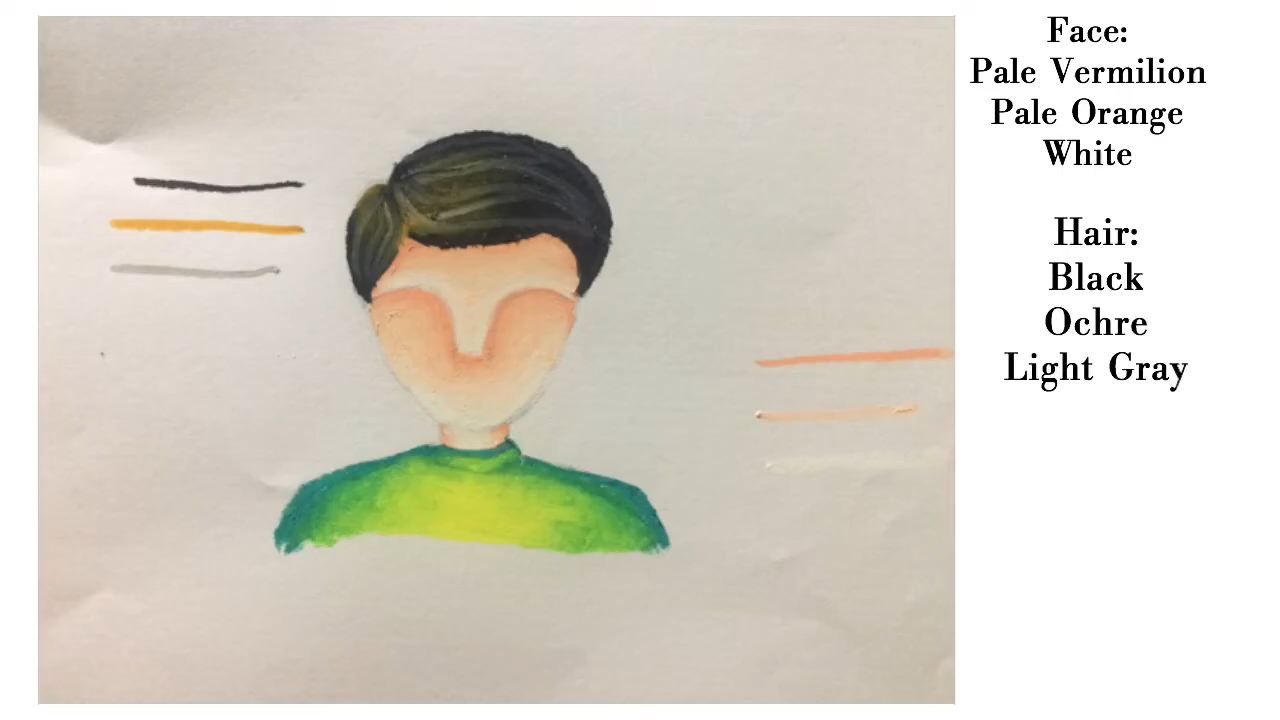 Face:
Pale Vermilion
Pale Orange
White
Hair:
Black
Ochre
Light Gray